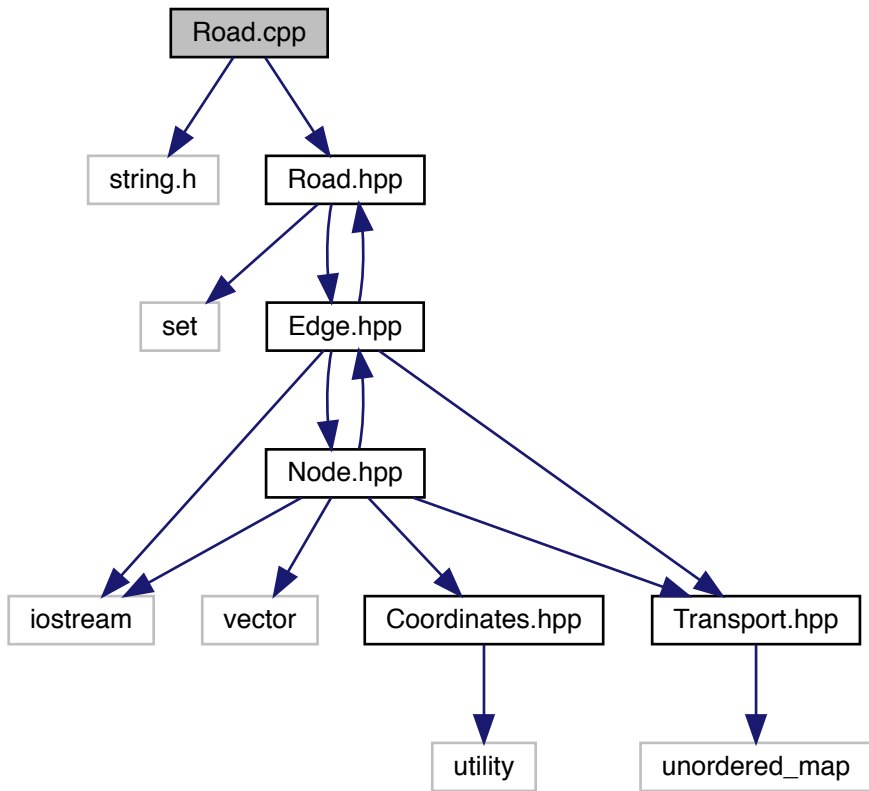 Road.cpp
string.h
Road.hpp
set
Edge.hpp
Node.hpp
iostream
vector
Coordinates.hpp
Transport.hpp
utility
unordered_map